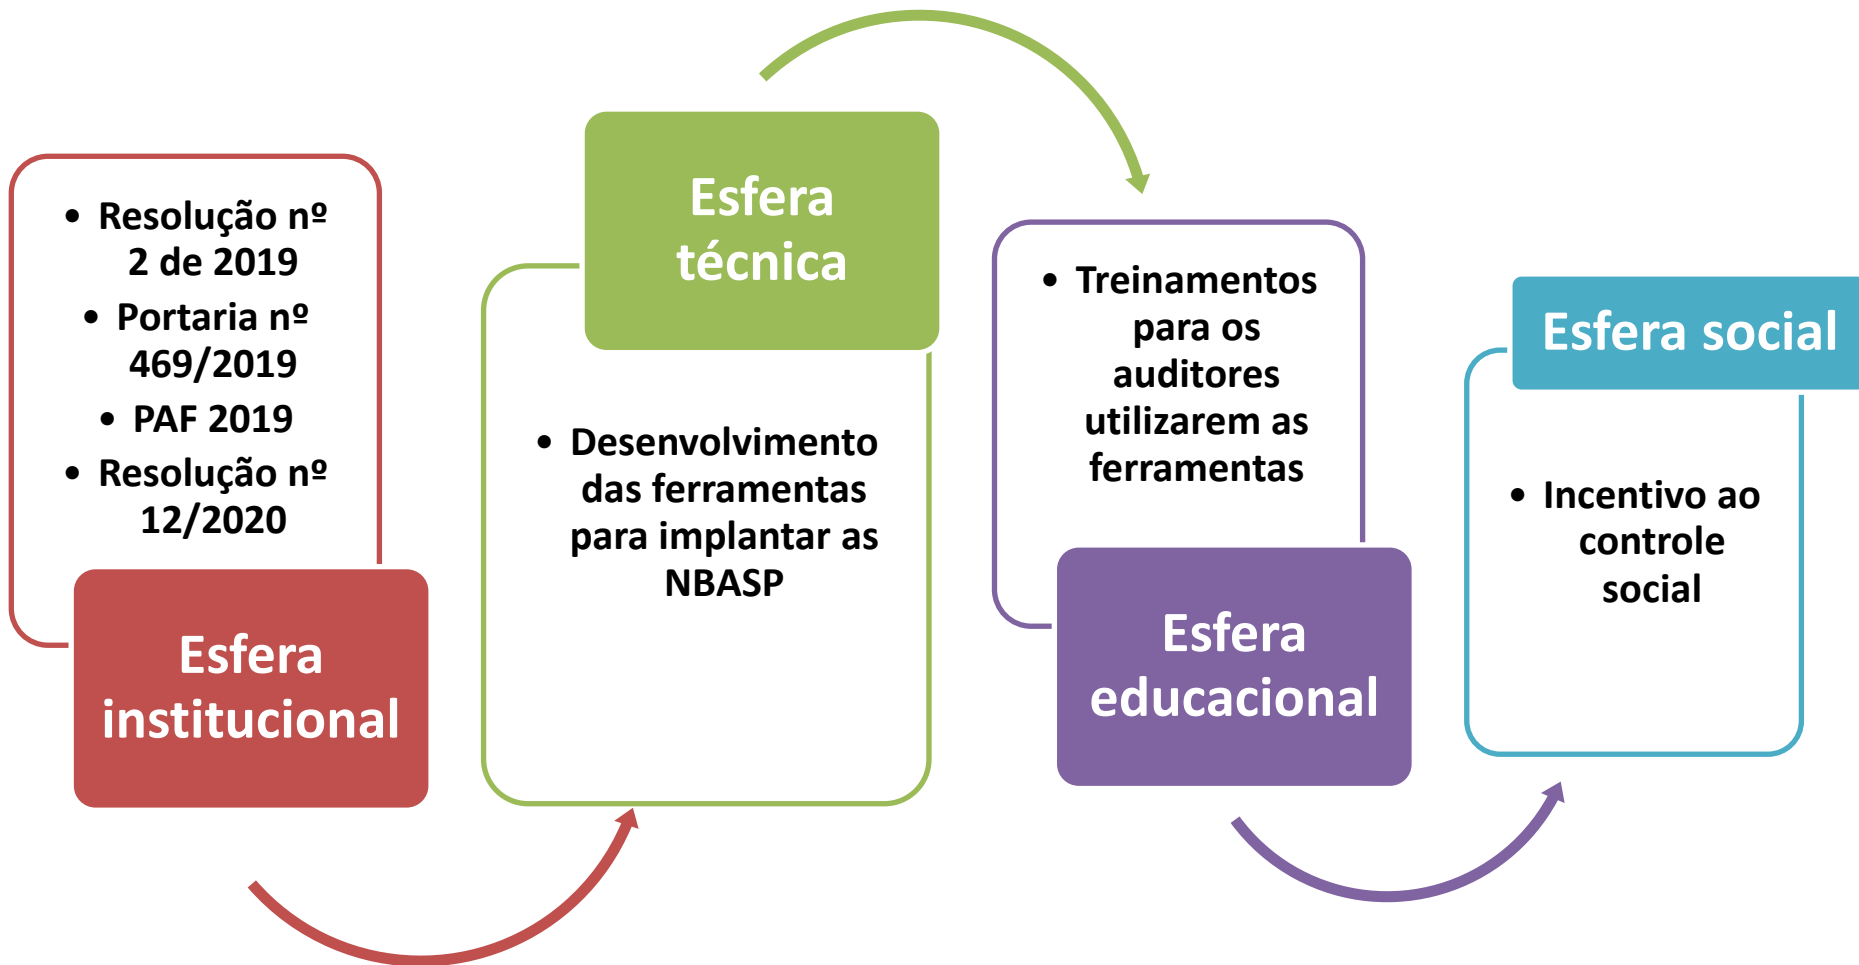 • Resolução nº
2 de 2019
• Portaria nº
469/2019
• PAF 2019
• Resolução nº
12/2020
Esfera
institucional
Esfera
técnica
• Desenvolvimento
das ferramentas
para implantar as
NBASP
• Treinamentos
para os
auditores
utilizarem as
ferramentas
Esfera
educacional
Esfera social
• Incentivo ao
controle
social